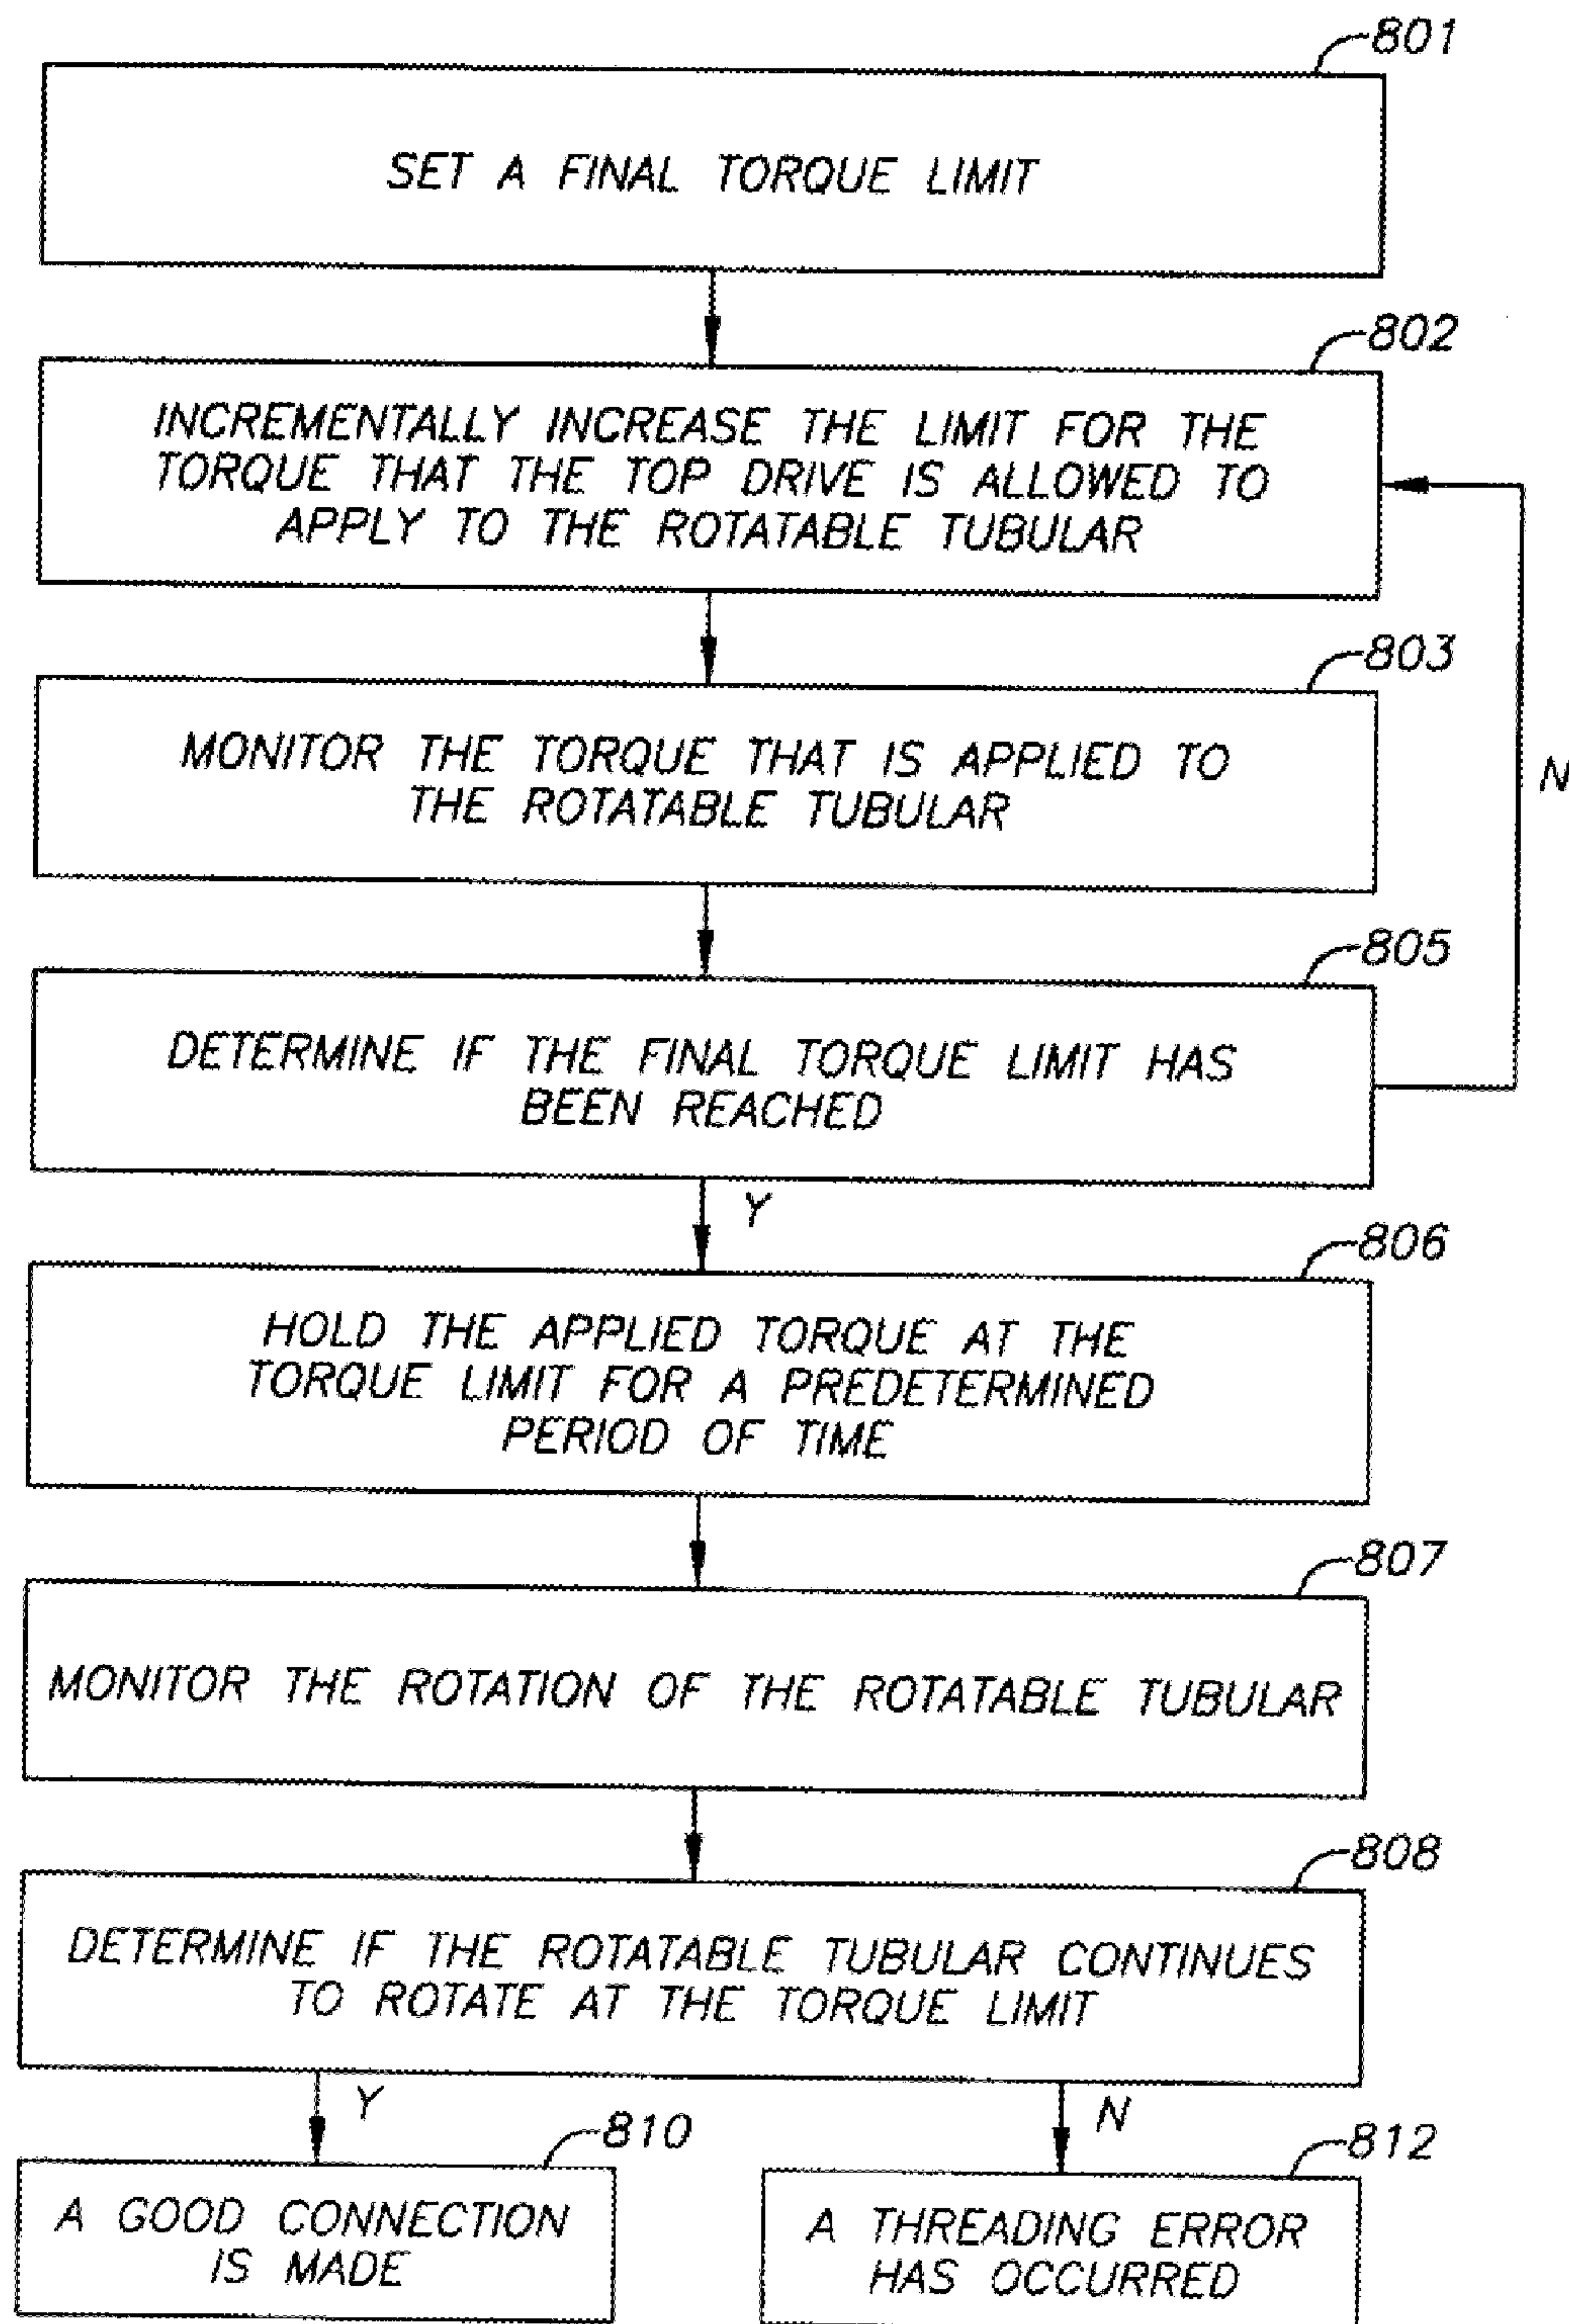 801
SET A FINAL TORQUE LIMIT
802
INCREMENTALLY INCREASE THE LIMIT FOR THE
TORQUE THAT THE TOP DRIVE IS ALLOWED TO
APPLY TO THE ROTATABLE TUBULAR
803
MONITOR THE TORQUE THAT IS APPLIED TO
THE ROTATABLE TUBULAR
N
805
DETERMINE IF THE FINAL TORQUE LIMIT HAS
BEEN REACHED
Y
806
HOLD THE APPLIED TORQUE AT THE
TORQUE LIMIT FOR A PREDETERMINED
PERIOD OF TIME
807
MONITOR THE ROTATION OF THE ROTATABLE TUBULAR
808
DETERMINE IF THE ROTATABLE TUBULAR CONTINUES
TO ROTATE AT THE TORQUE LIMIT
Y
N
810
A GOOD CONNECTION
IS MADE
812
A THREADING ERROR
HAS OCCURRED